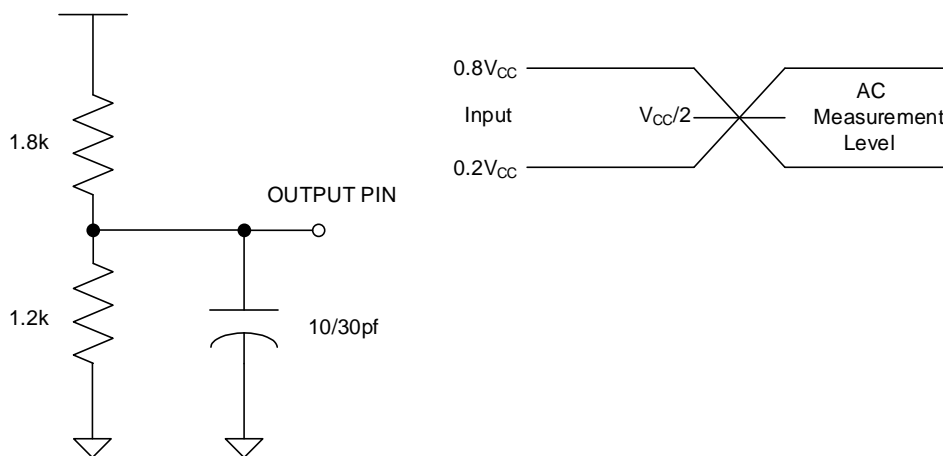 1.8k
1.2k
OUTPUT PIN
10/30pf
0.8VCC
Input
0.2VCC
VCC/2
AC
Measurement
Level